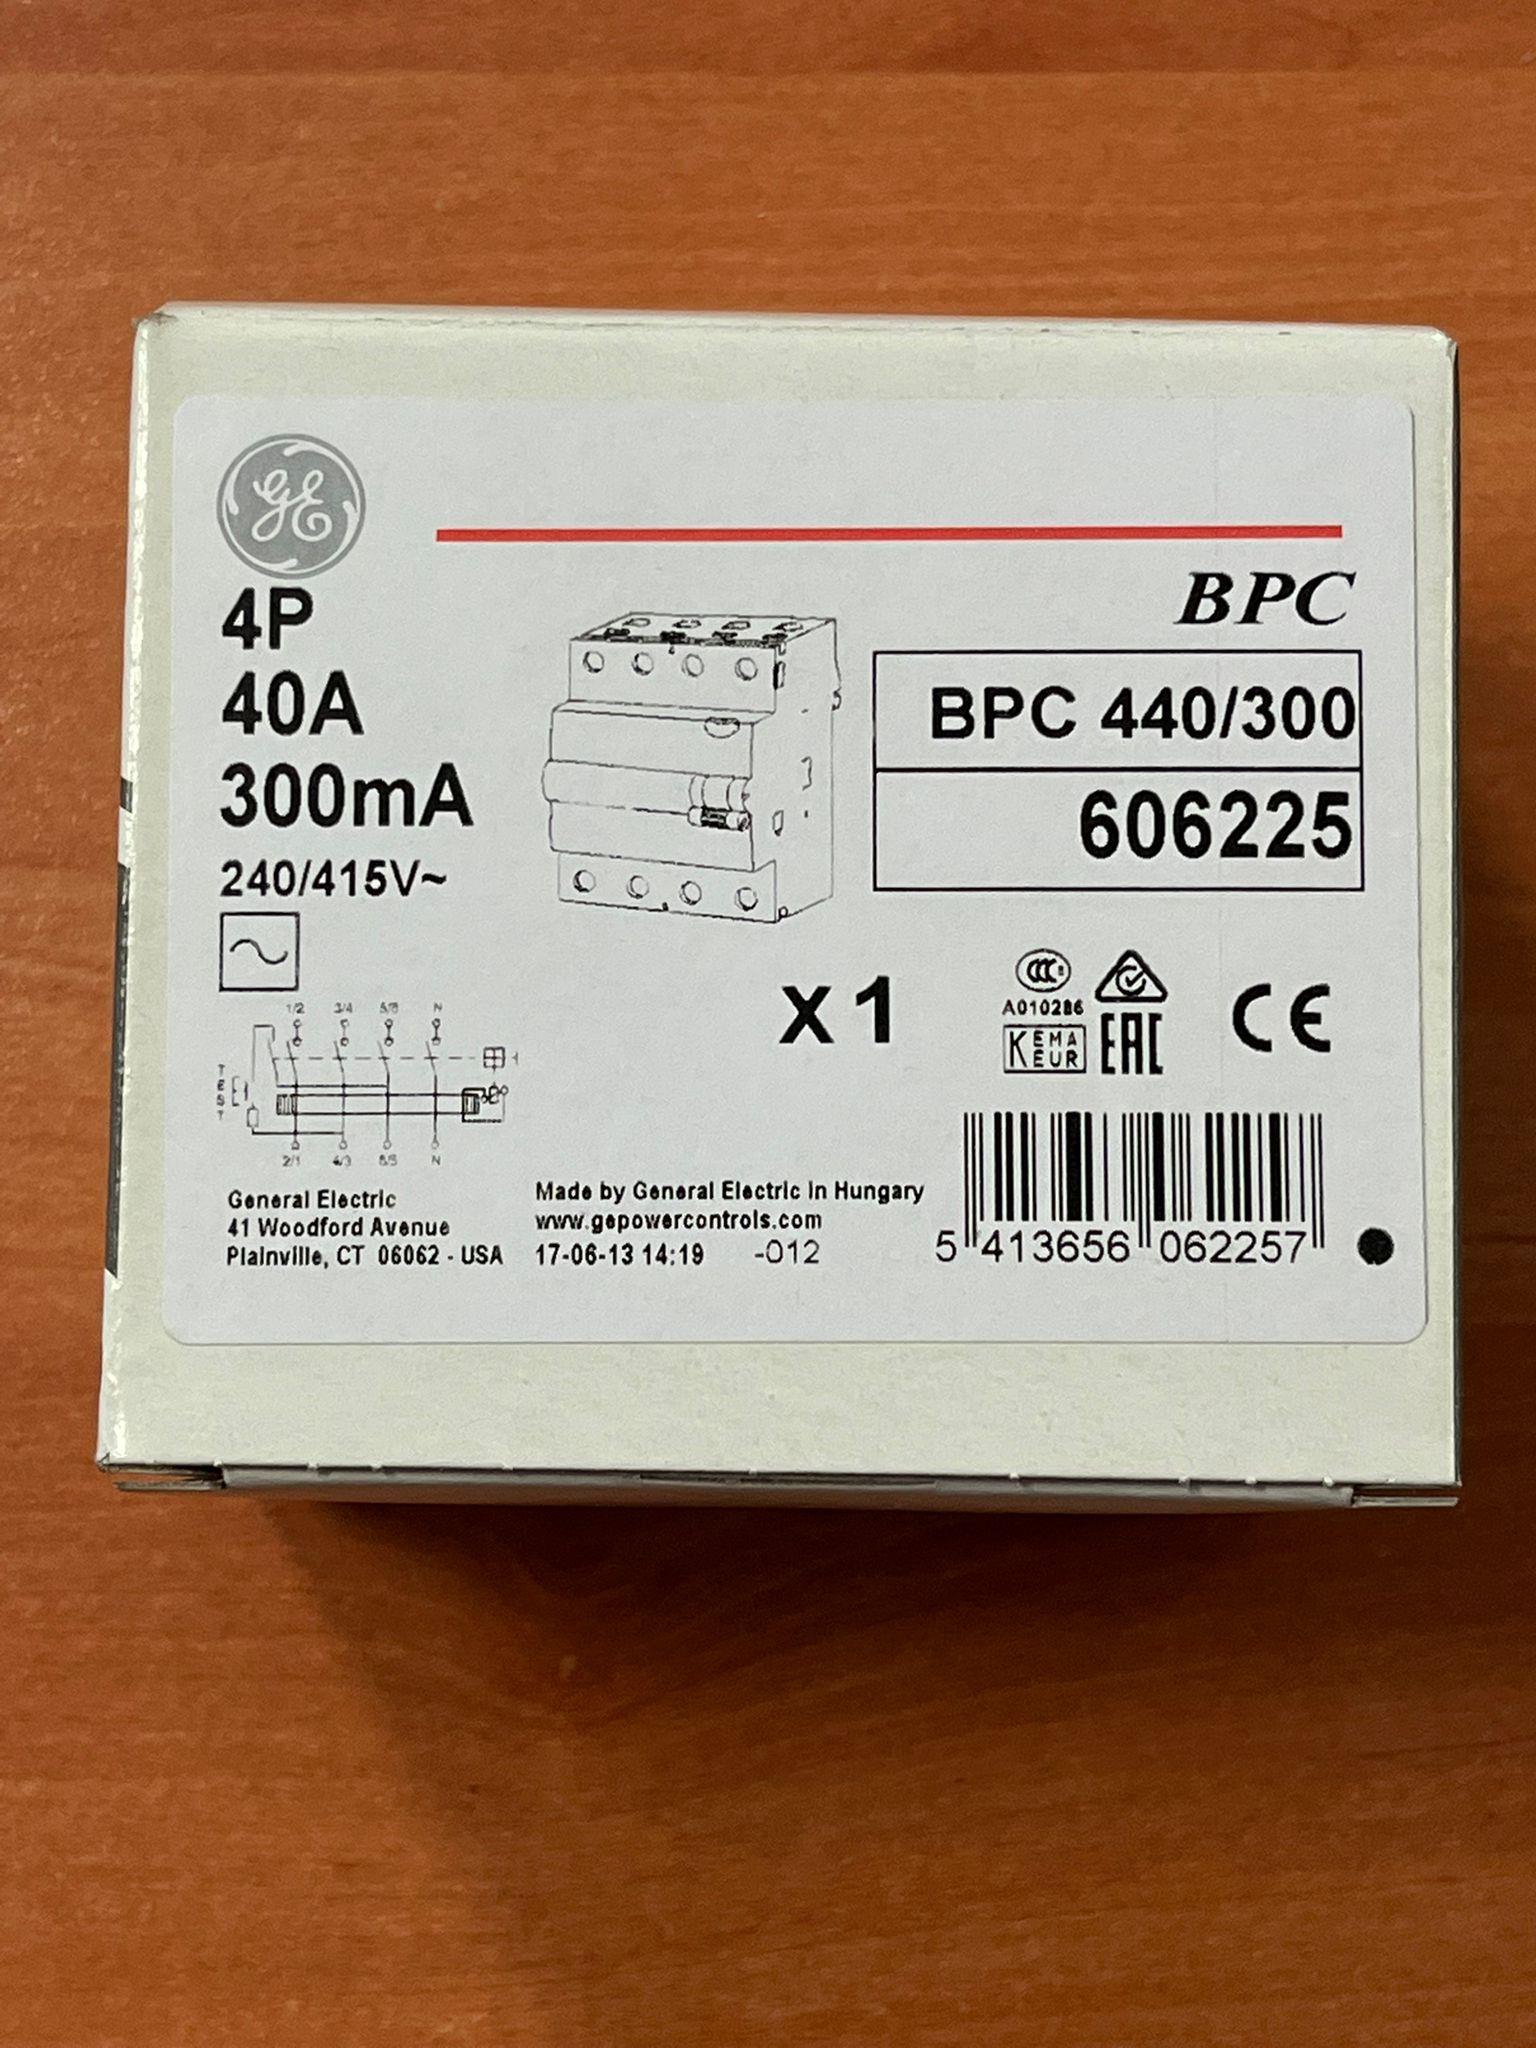 GE
4P
40A
300mA
240/415V~
BPC
BPC 440/300
606225
x 1
CCC
A010286
KEMA
EUR
EAC
CE
1/2 3/4 5/6 N
TEST
2/1 4/3 6/5 N
General Electric
41 Woodford Avenue
Plainville, CT 06062 - USA
Made by General Electric in Hungary
www.gepowercontrols.com
17-06-13 14:19 -012
5 413656 062257